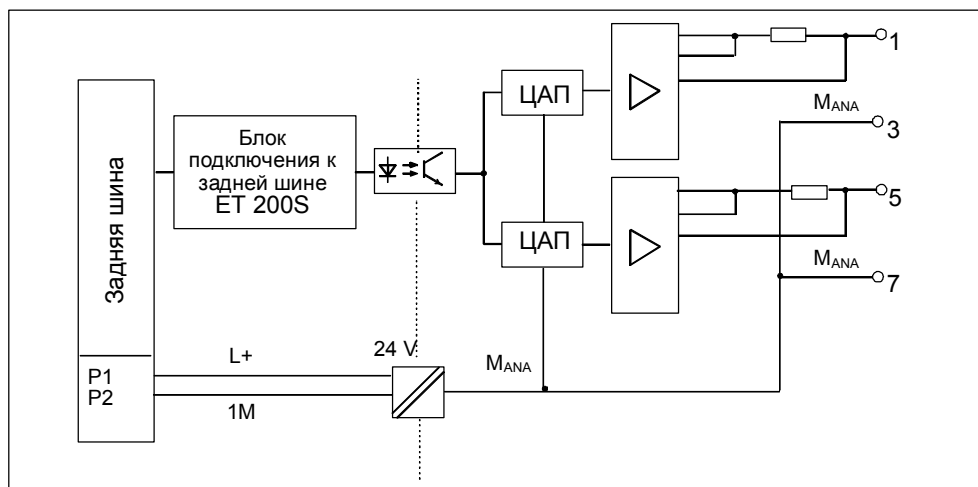 Задняя шина
P1
P2
Блок
подключения к
задней шине
ET 200S
L+
1M
24 V
ЦАП
ЦАП
MANA
1
MANA
3
5
MANA
7